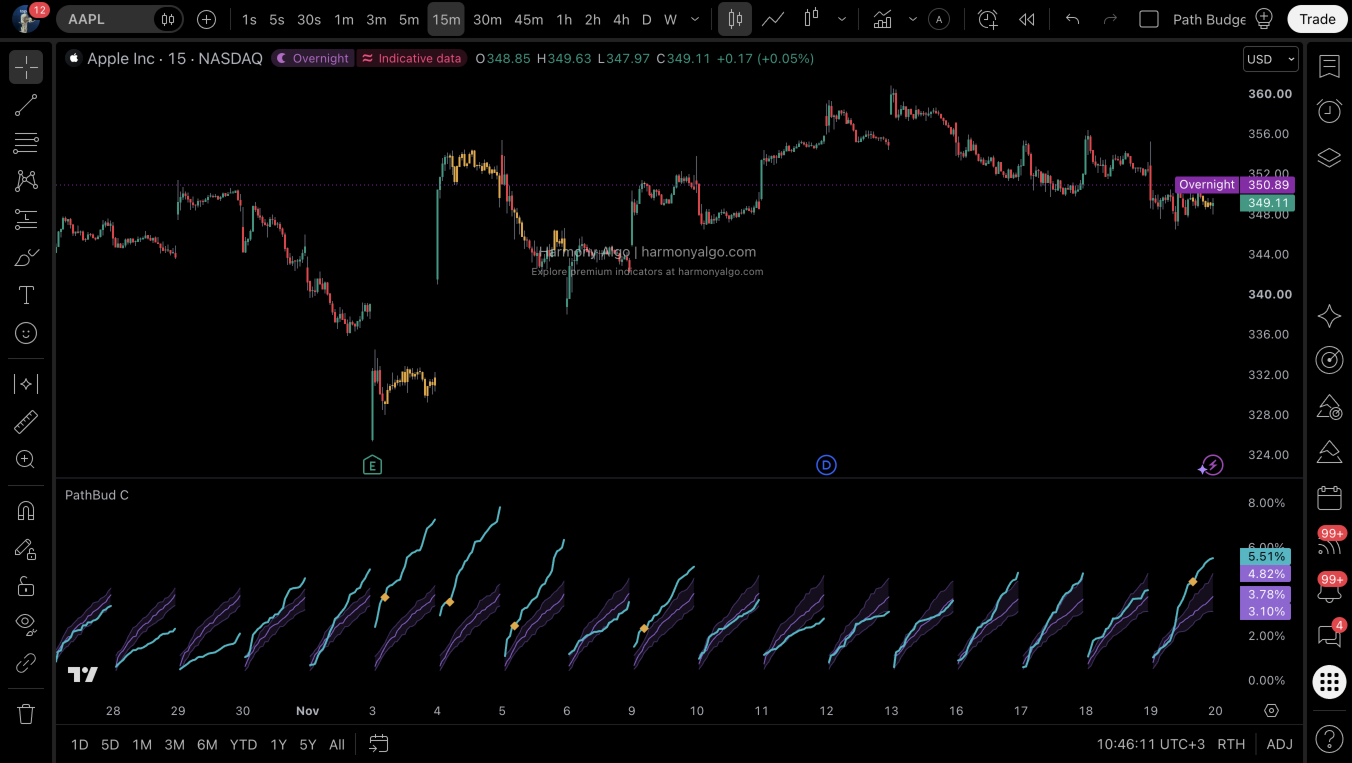 12
AAPL
1s 5s 30s 1m 3m 5m 15m 30m 45m 1h 2h 4h D W
A
Path Budge
Trade
Apple Inc · 15 · NASDAQ Overnight Indicative data O348.85 H349.63 L347.97 C349.11 +0.17 (+0.05%)
USD
360.00
356.00
352.00
Overnight 350.89
349.11
348.00
344.00
340.00
336.00
332.00
328.00
324.00
Harmony Algo | harmonyalgo.com
Explore premium indicators at harmonyalgo.com
E
D
PathBud C
8.00%
6.00%
5.51%
4.82%
3.78%
3.10%
2.00%
0.00%
99+
99+
4
28 29 30 Nov 3 4 5 6 9 10 11 12 13 16 17 18 19 20
1D 5D 1M 3M 6M YTD 1Y 5Y All
10:46:11 UTC+3 RTH ADJ